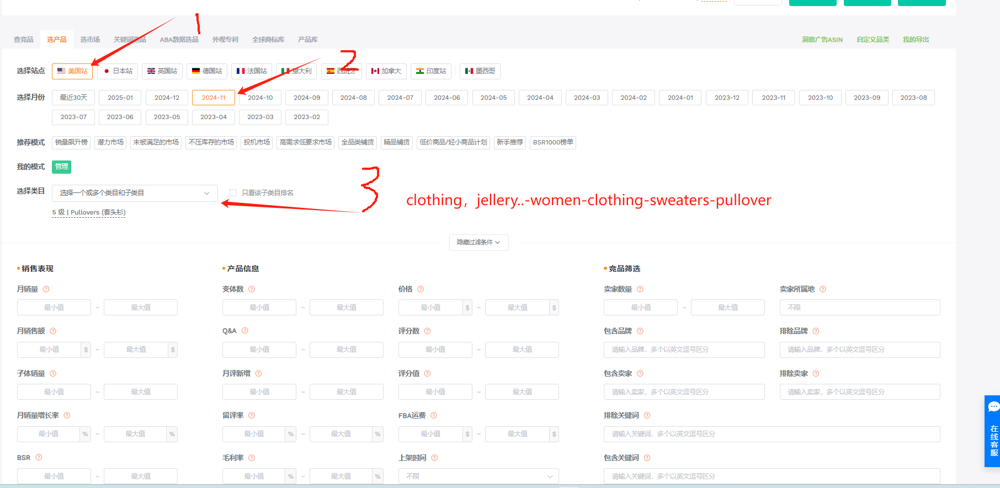 1
查竞品 选产品 选市场 关键词选品 ABA数据选品 外观专利 全球商标库 产品库 洞察广告ASIN 自定义品类 我的导出
2
选择站点 美国站 日本站 英国站 德国站 法国站 意大利 西班牙 加拿大 印度站 墨西哥
选择月份 最近30天 2025-01 2024-12 2024-11 2024-10 2024-09 2024-08 2024-07 2024-06 2024-05 2024-04 2024-03 2024-02 2024-01 2023-12 2023-11 2023-10 2023-09 2023-08
2023-07 2023-06 2023-05 2023-04 2023-03 2023-02
推荐模式 销量飙升榜 潜力市场 未被满足的市场 不压库存的市场 投机市场 高需求低要求市场 全品类铺货 精品铺货 低价商品/轻小商品计划 新手推荐 BSR1000榜单
我的模式 管理
3
选择类目 选择一个或多个类目和子类目 只看该子类目排名
clothing，jellery..-women-clothing-sweaters-pullover
5 级 | Pullovers (套头衫)
隐藏过滤条件
销售表现 产品信息 竞品筛选
月销量 变体数 价格 卖家数量 卖家所属地
最小值 ~ 最大值 最小值 ~ 最大值 最小值 $ ~ 最大值 $ 最小值 ~ 最大值 不限
月销售额 Q&A 评分数 包含品牌 排除品牌
最小值 $ ~ 最大值 $ 最小值 ~ 最大值 最小值 ~ 最大值 请输入品牌，多个以英文逗号区分 请输入品牌，多个以英文逗号区分
子体销量 月评新增 评分值 包含卖家 排除卖家
最小值 ~ 最大值 最小值 ~ 最大值 最小值 ~ 最大值 请输入卖家，多个以英文逗号区分 请输入卖家，多个以英文逗号区分
月销量增长率 留评率 FBA运费 排除关键词
最小值 % ~ 最大值 % 最小值 % ~ 最大值 % 最小值 $ ~ 最大值 $ 请输入关键词，多个以英文逗号区分
BSR 毛利率 上架时间 包含关键词
最小值 ~ 最大值 最小值 % ~ 最大值 % 不限 请输入关键词，多个以英文逗号区分
在线客服